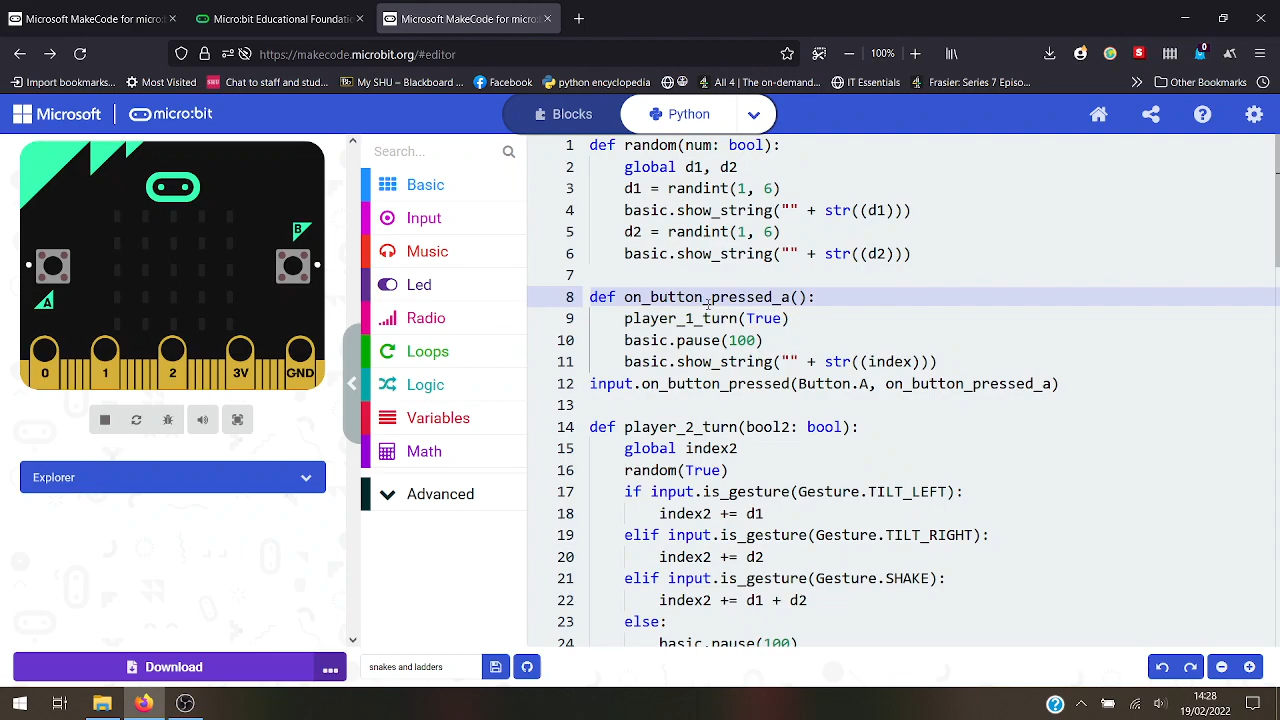 Microsoft MakeCode for micro:
Micro:bit Educational Foundatio
Microsoft MakeCode for micro:
https://makecode.microbit.org/#editor
100%
Import bookmarks...
Most Visited
SHU
Chat to staff and stud...
My SHU – Blackboard ...
Facebook
python encyclopedia
All 4 | The on-demand...
IT Essentials
Frasier: Series 7 Episo...
Other Bookmarks
Microsoft
micro:bit
Blocks
Python
A
B
0
1
2
3V
GND
Explorer
Download
Search...
Basic
Input
Music
Led
Radio
Loops
Logic
Variables
Math
Advanced
1 def random(num: bool):
2 global d1, d2
3 d1 = randint(1, 6)
4 basic.show_string("" + str((d1)))
5 d2 = randint(1, 6)
6 basic.show_string("" + str((d2)))
7
8 def on_button_pressed_a():
9 player_1_turn(True)
10 basic.pause(100)
11 basic.show_string("" + str((index)))
12 input.on_button_pressed(Button.A, on_button_pressed_a)
13
14 def player_2_turn(bool2: bool):
15 global index2
16 random(True)
17 if input.is_gesture(Gesture.TILT_LEFT):
18 index2 += d1
19 elif input.is_gesture(Gesture.TILT_RIGHT):
20 index2 += d2
21 elif input.is_gesture(Gesture.SHAKE):
22 index2 += d1 + d2
23 else:
24 basic.pause(100)
snakes and ladders
14:28
19/02/2022